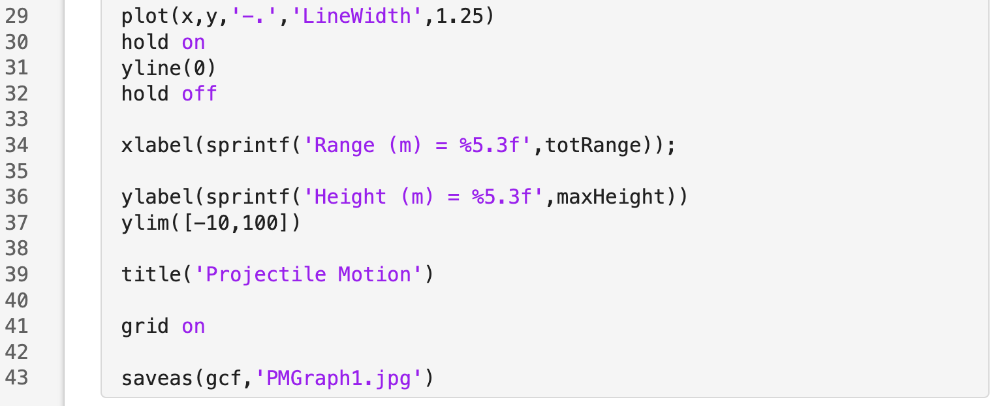 29 plot(x,y,'-.','LineWidth',1.25)
30 hold on
31 yline(0)
32 hold off
33
34 xlabel(sprintf('Range (m) = %5.3f',totRange));
35
36 ylabel(sprintf('Height (m) = %5.3f',maxHeight))
37 ylim([-10,100])
38
39 title('Projectile Motion')
40
41 grid on
42
43 saveas(gcf,'PMGraph1.jpg')